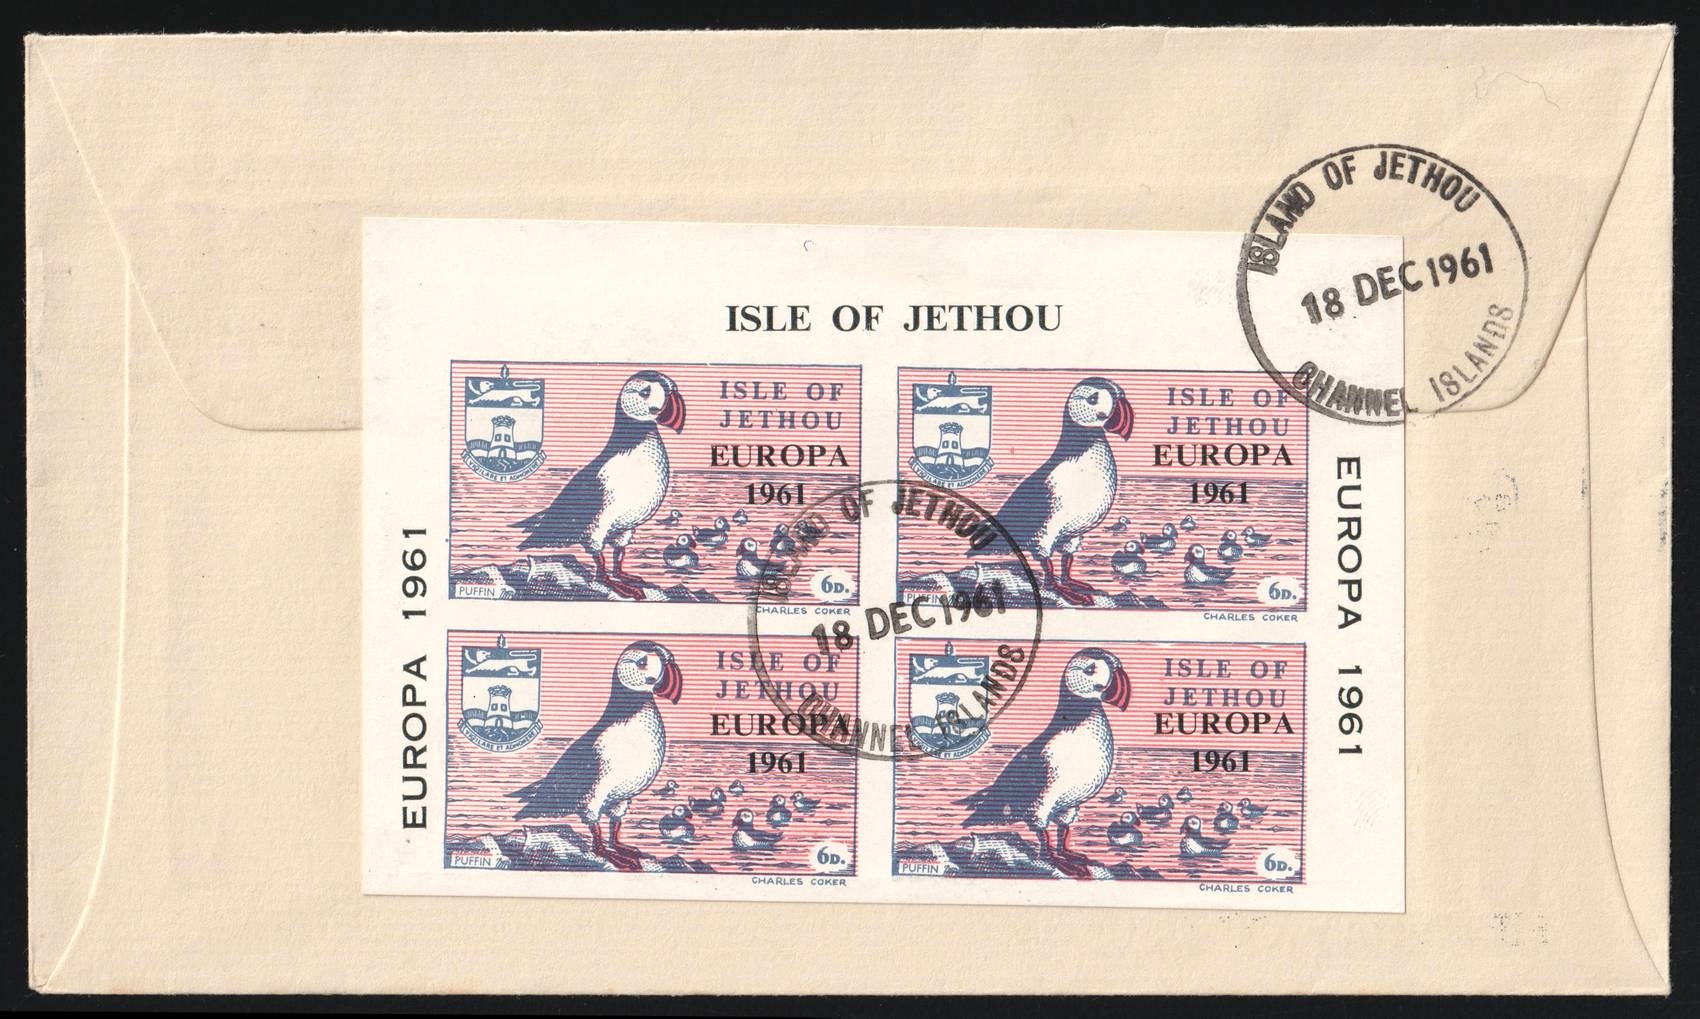 ISLAND OF JETHOU
18 DEC 1961
CHANNEL ISLANDS
ISLE OF JETHOU
EUROPA 1961
EUROPA 1961
ISLE OF
JETHOU
EUROPA
1961
PUFFIN
6D.
CHARLES COKER
ISLE OF
JETHOU
EUROPA
1961
PUFFIN
6D.
CHARLES COKER
ISLAND OF JETHOU
18 DEC 1961
CHANNEL ISLANDS
ISLE OF
JETHOU
EUROPA
1961
PUFFIN
6D.
CHARLES COKER
ISLE OF
JETHOU
EUROPA
1961
PUFFIN
6D.
CHARLES COKER